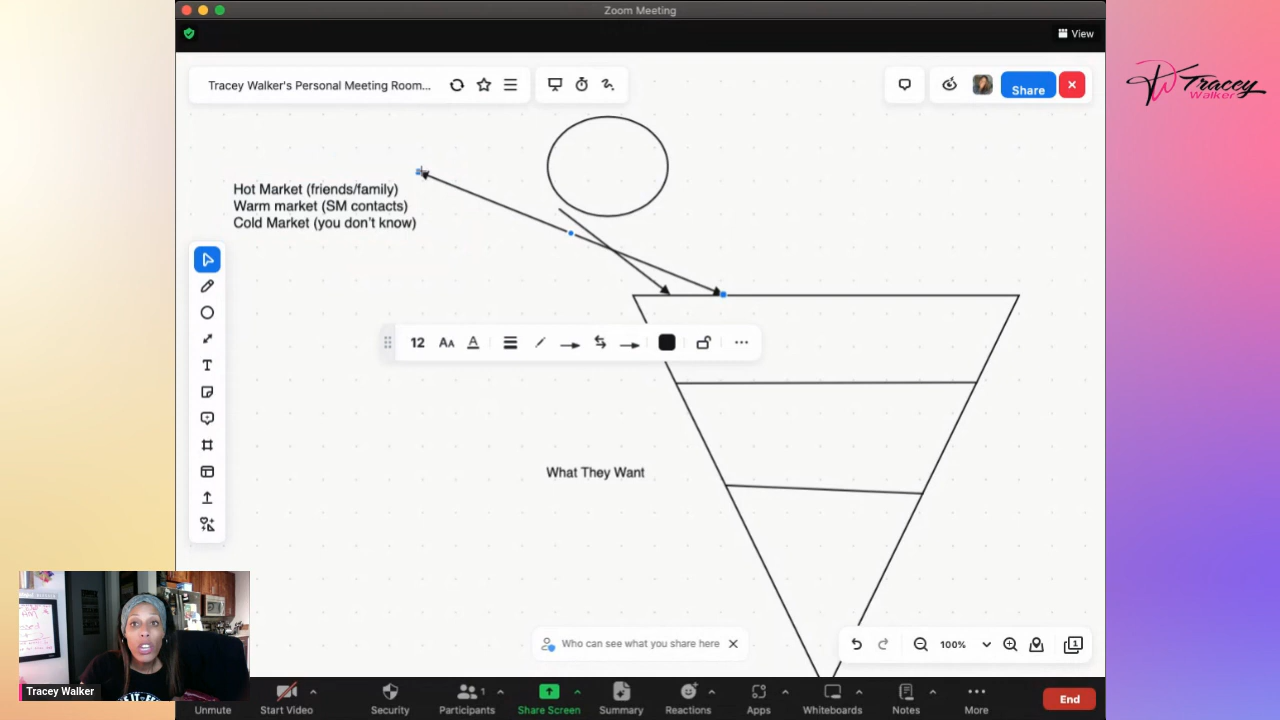 Zoom Meeting
View
Tracey Walker's Personal Meeting Room...
Share
Tracey
Walker
Hot Market (friends/family)
Warm market (SM contacts)
Cold Market (you don't know)
12
What They Want
Who can see what you share here
100%
1
Tracey Walker
1
Unmute
Start Video
Security
Participants
Share Screen
Summary
Reactions
Apps
Whiteboards
Notes
More
End